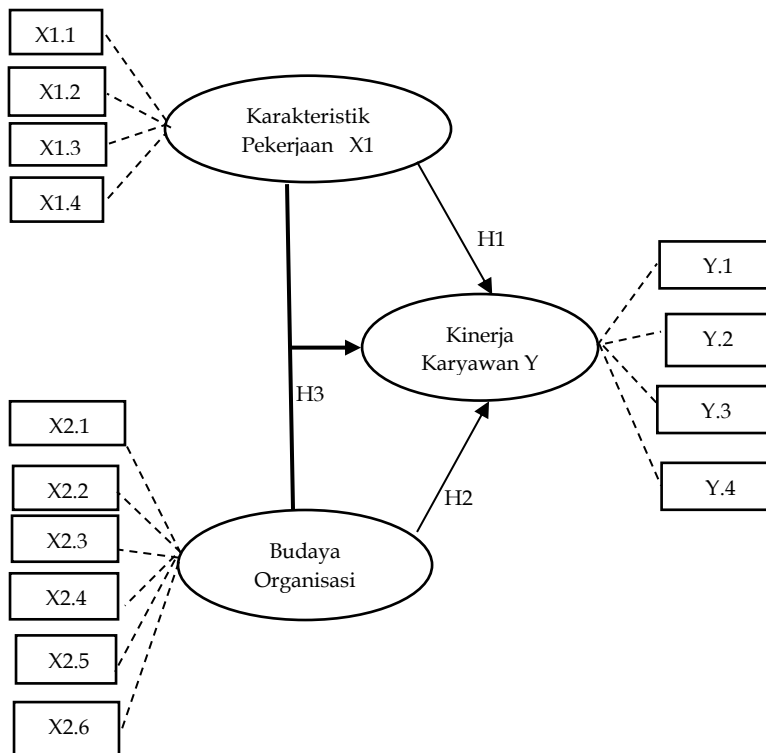 X1.1
X1.2
X1.3
X1.4
Karakteristik
Pekerjaan X1
H1
Kinerja
Karyawan Y
Y.1
Y.2
Y.3
Y.4
H3
H2
X2.1
X2.2
X2.3
X2.4
X2.5
X2.6
Budaya
Organisasi